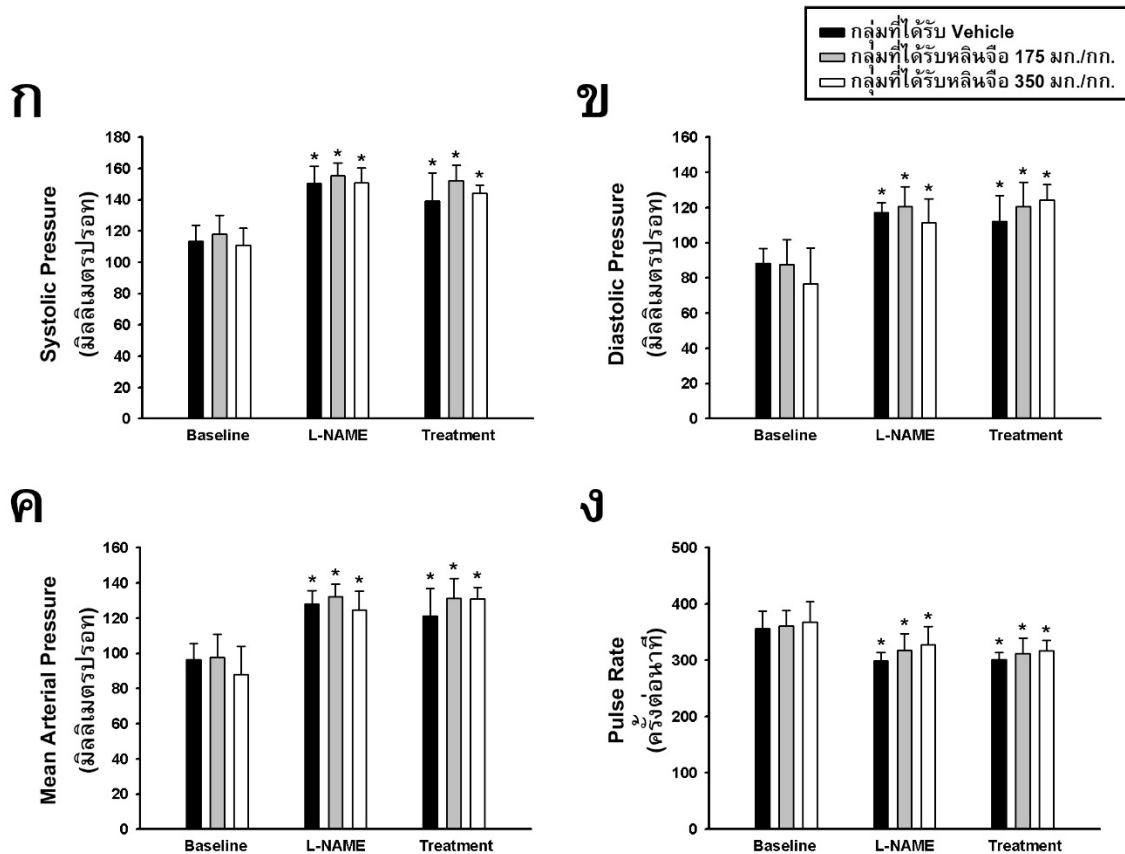 กลุ่มที่ได้รับ Vehicle
กลุ่มที่ได้รับหลินจือ 175 มก./กก.
กลุ่มที่ได้รับหลินจือ 350 มก./กก.
ก
Systolic Pressure
(มิลลิเมตรปรอท)
180
160
140
120
100
80
60
40
20
0
* * *
* * *
Baseline L-NAME Treatment
ข
Diastolic Pressure
(มิลลิเมตรปรอท)
160
140
120
100
80
60
40
20
0
* * *
* * *
Baseline L-NAME Treatment
ค
Mean Arterial Pressure
(มิลลิเมตรปรอท)
160
140
120
100
80
60
40
20
0
* * *
* * *
Baseline L-NAME Treatment
ง
Pulse Rate
(ครั้งต่อนาที)
500
400
300
200
100
0
* * *
* * *
Baseline L-NAME Treatment